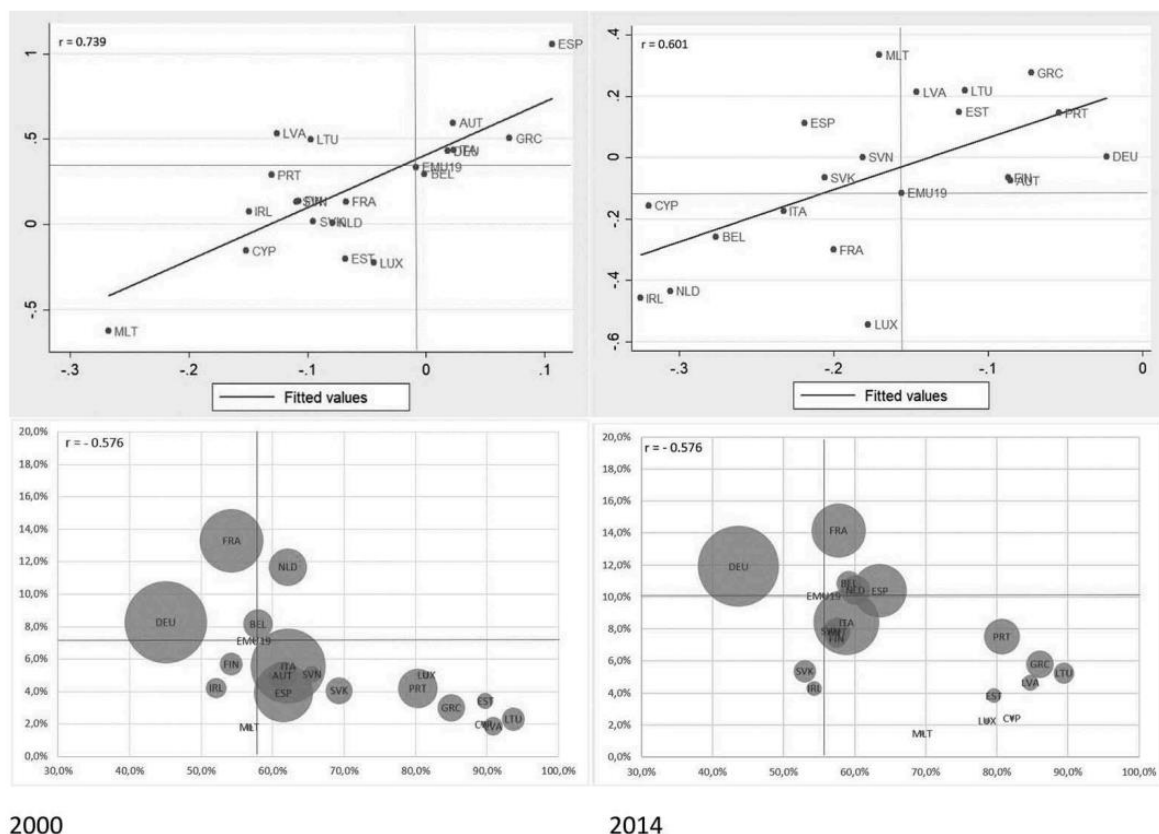 r = 0.739
1
.5
0
-.5
ESP
AUT
GRC
LVA
LTU
DEU
EMU19
BEL
PRT
FRA
IRL
SVK
NLD
CYP
EST
LUX
MLT
-.3
-.2
-.1
0
.1
Fitted values
r = 0.601
.4
.2
0
-.2
-.4
-.6
MLT
GRC
LVA
LTU
EST
PRT
ESP
SVN
DEU
SVK
FIN
AUT
EMU19
CYP
ITA
BEL
FRA
NLD
IRL
LUX
-.3
-.2
-.1
0
Fitted values
r = - 0.576
20,0%
18,0%
16,0%
14,0%
12,0%
10,0%
8,0%
6,0%
4,0%
2,0%
0,0%
FRA
NLD
DEU
BEL
EMU19
FIN
ITA
AUT
SVN
LUX
IRL
ESP
SVK
PRT
GRC
EST
LTU
LVA
MLT
30,0% 40,0% 50,0% 60,0% 70,0% 80,0% 90,0% 100,0%
r = - 0.576
20,0%
18,0%
16,0%
14,0%
12,0%
10,0%
8,0%
6,0%
4,0%
2,0%
0,0%
FRA
DEU
BEL
NLD
ESP
EMU19
ITA
FIN
PRT
SVK
GRC
LTU
LVA
IRL
EST
LUX
CYP
MLT
30,0% 40,0% 50,0% 60,0% 70,0% 80,0% 90,0% 100,0%
2000 2014